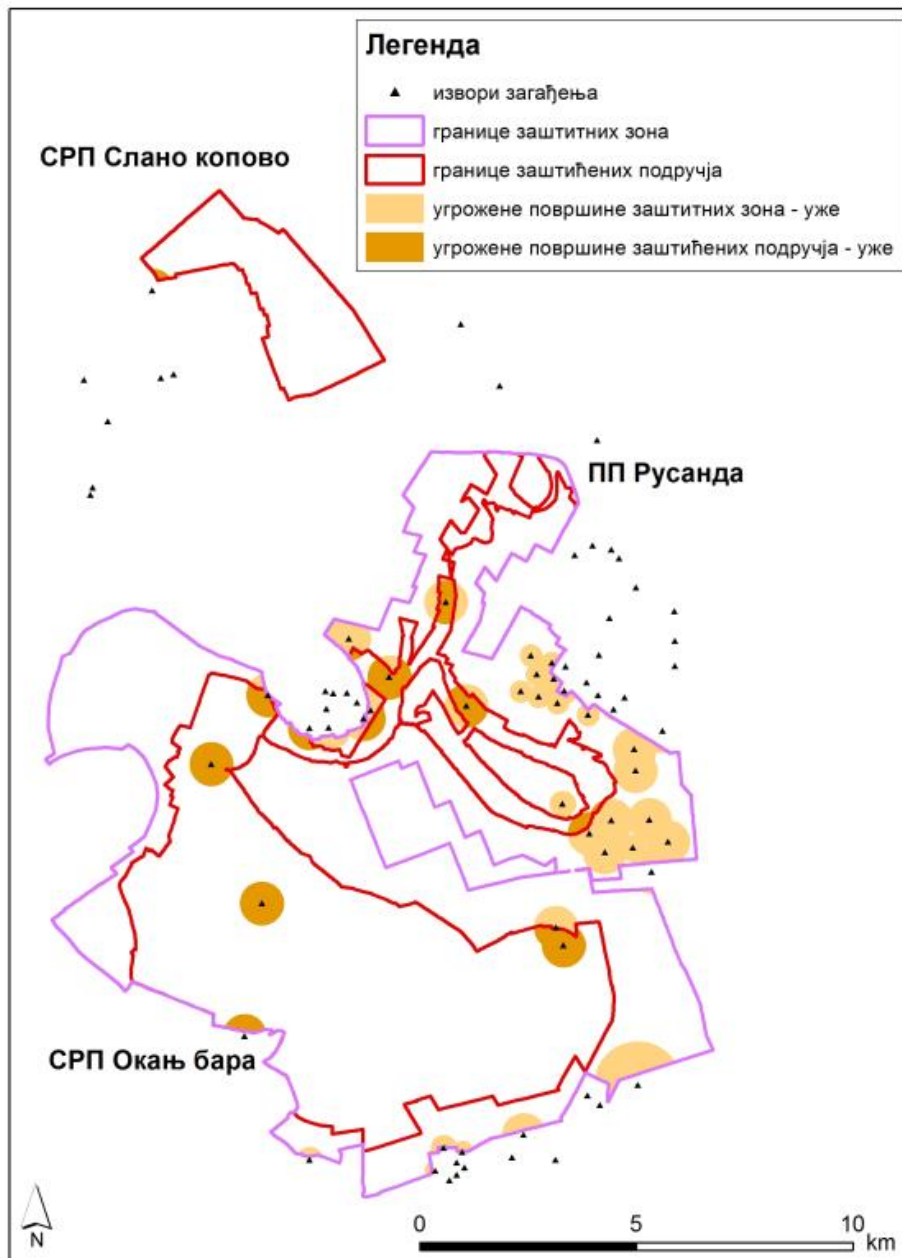 Легенда
извори загађења
границе заштитних зона
границе заштићених подручја
угрожене површине заштитних зона - уже
угрожене површине заштићених подручја - уже
СРП Слано копово
ПП Русанда
СРП Окањ бара
N
0 5 10
km